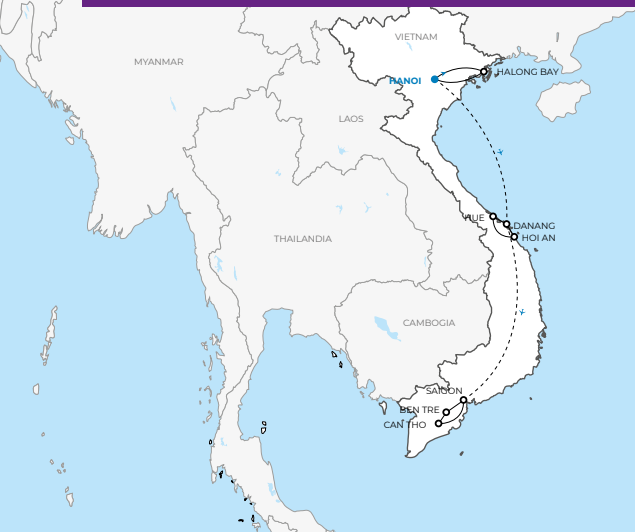 VIETNAM
MYANMAR
HALONG BAY
HANOI
LAOS
HUE
DANANG
HOI AN
THAILANDIA
CAMBOGIA
SAIGON
BEN TRE
CAN THO